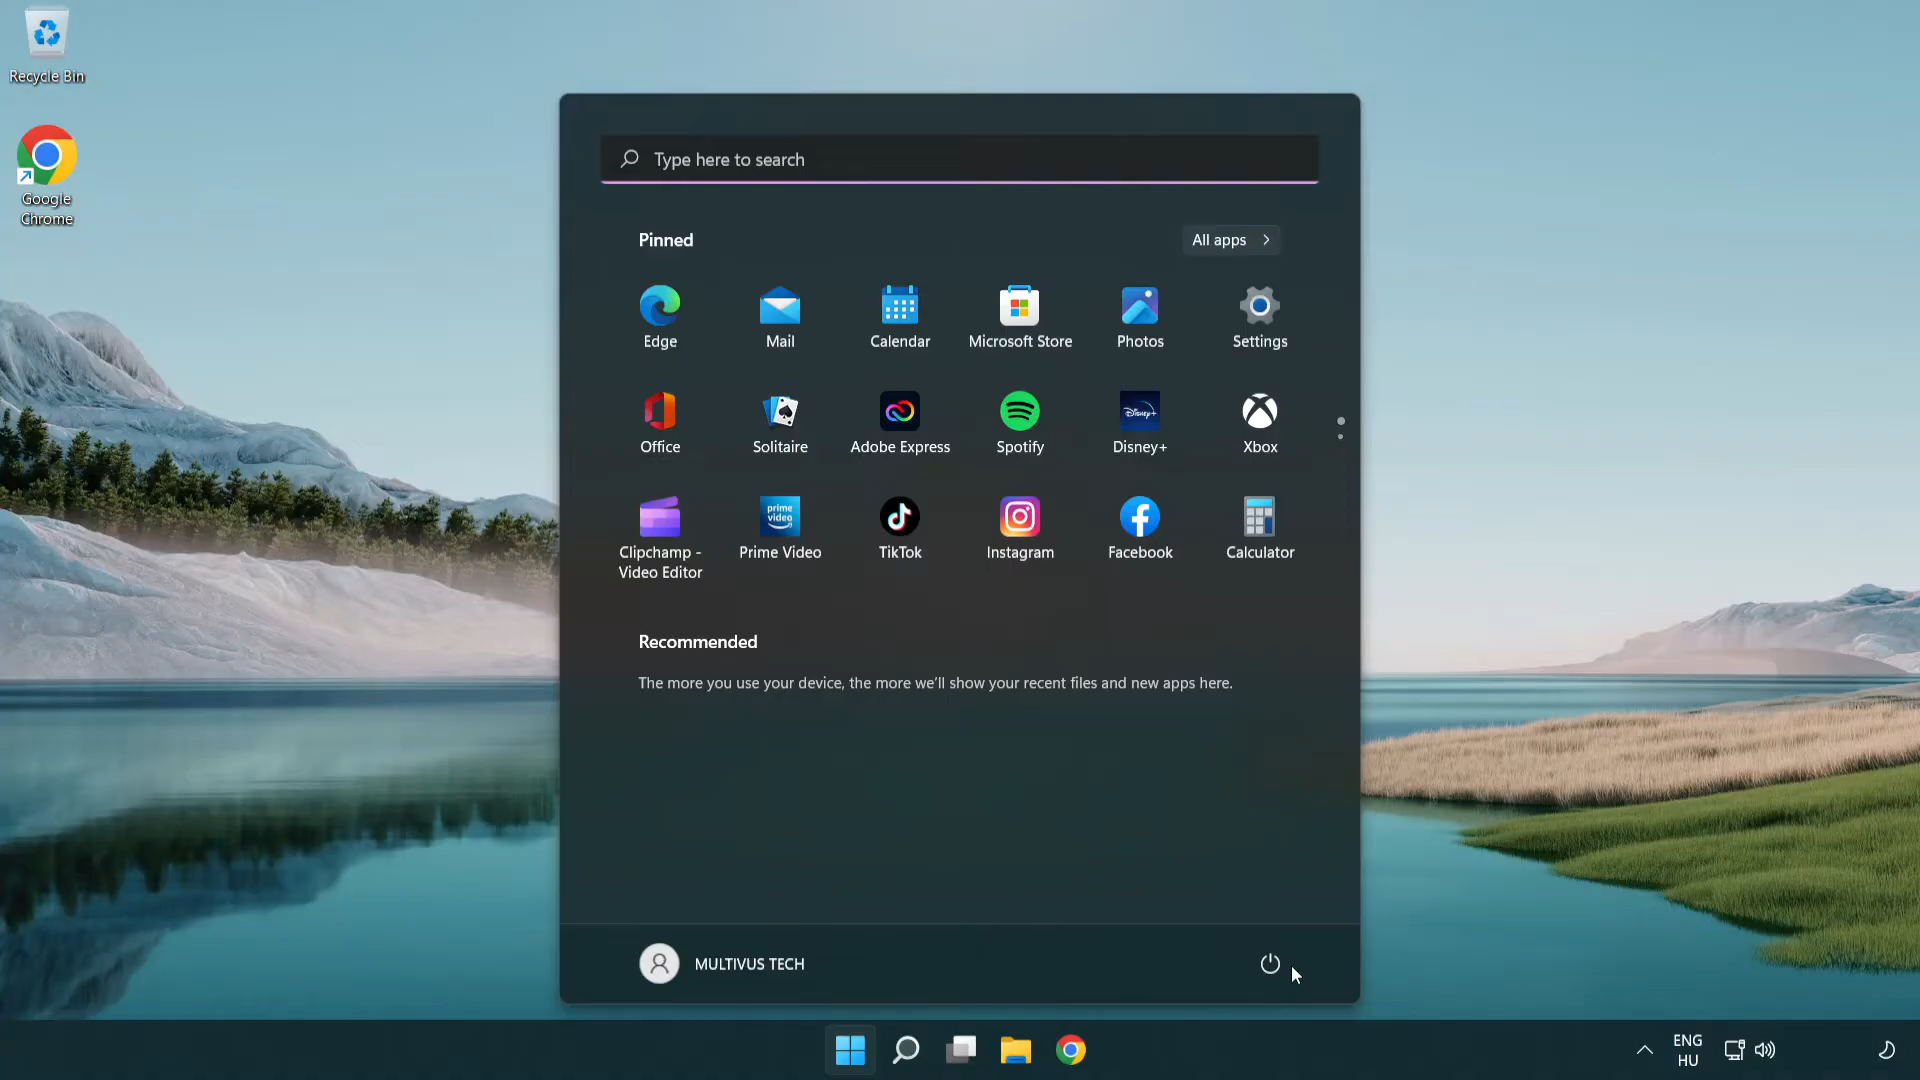 Recycle Bin
Google
Chrome
Type here to search
Pinned
All apps
Edge
Mail
Calendar
Microsoft Store
Photos
Settings
Office
Solitaire
Adobe Express
Disney+
Spotify
Disney+
Xbox
prime
video
Clipchamp -
Video Editor
Prime Video
TikTok
Instagram
Facebook
Calculator
Recommended
The more you use your device, the more we'll show your recent files and new apps here.
MULTIVUS TECH
ENG
HU